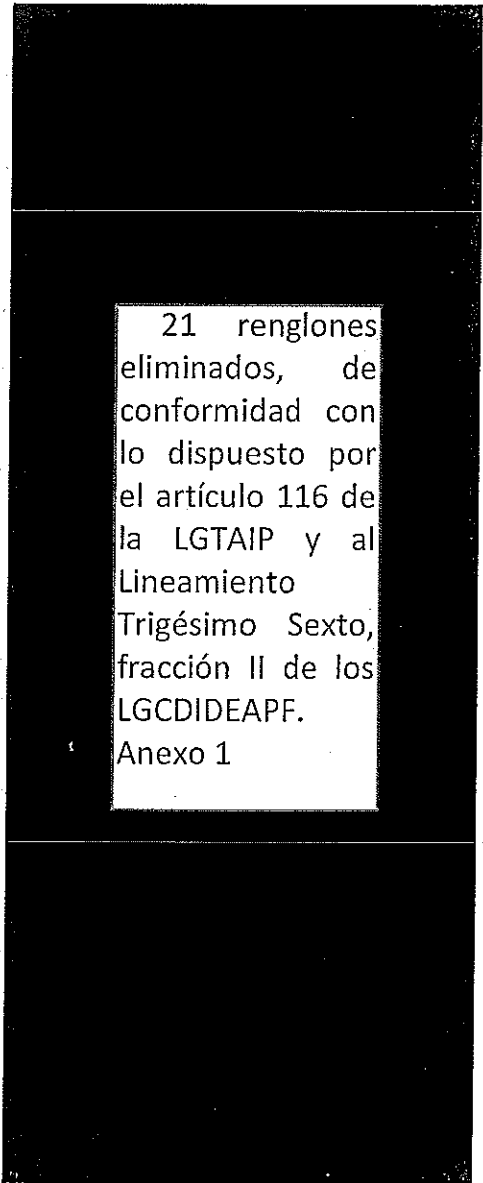 21 renglones
eliminados, de
conformidad con
lo dispuesto por
el artículo 116 de
la LGTAIP y al
Lineamiento
Trigésimo Sexto,
fracción II de los
LGCDIDEAPF.
Anexo 1